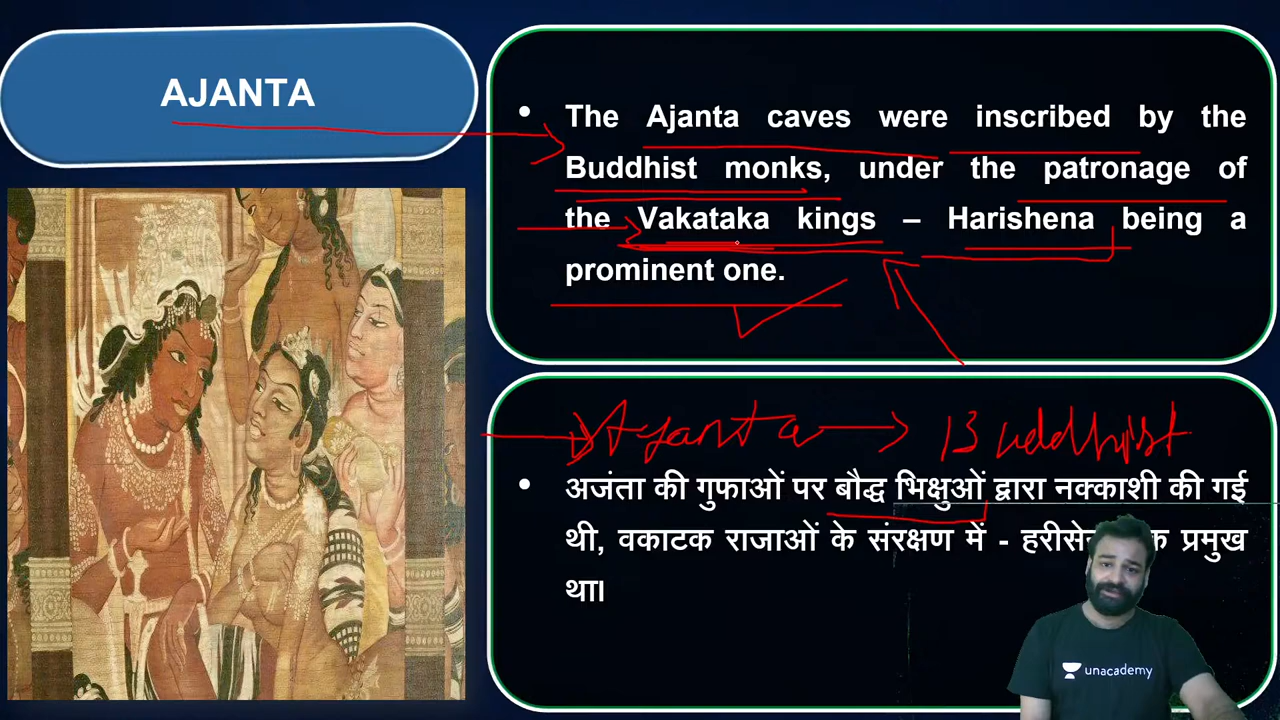 AJANTA
• The Ajanta caves were inscribed by the
Buddhist monks, under the patronage of
the Vakataka kings – Harishena being a
prominent one.
Ajanta → Buddhist
• अजंता की गुफाओं पर बौद्ध भिक्षुओं द्वारा नक्काशी की गई
थी, वकाटक राजाओं के संरक्षण में - प्रमुख
था।
unacademy